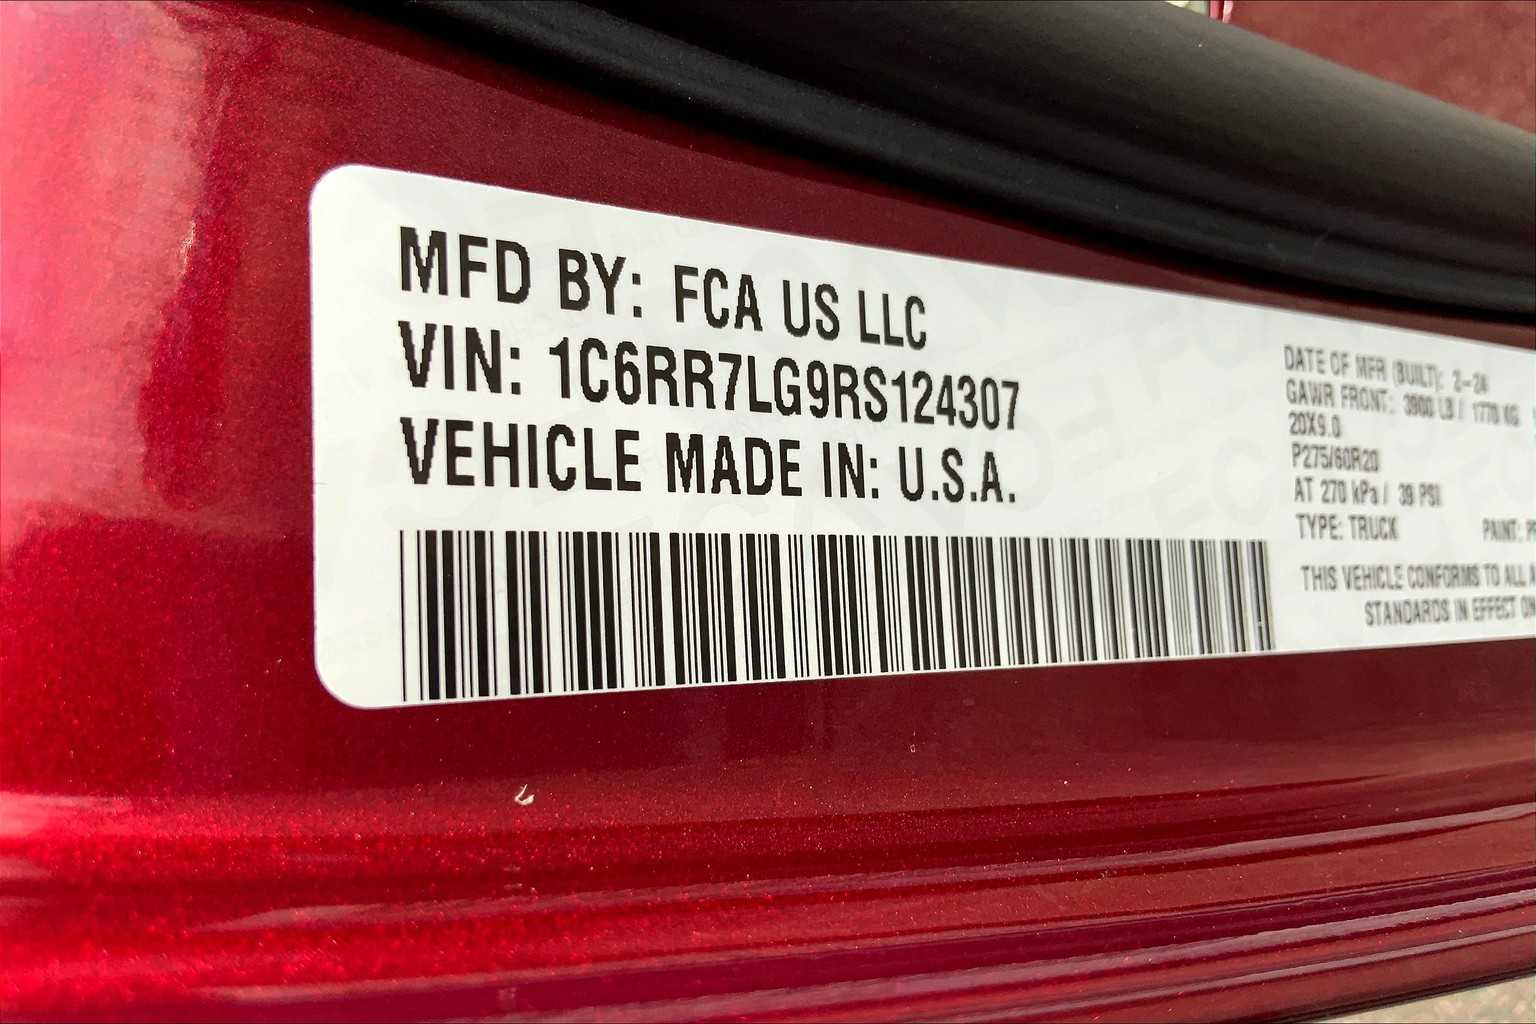 MFD BY: FCA US LLC
VIN: 1C6RR7LG9RS124307
VEHICLE MADE IN: U.S.A.
DATE OF MFR (BUILT): 2-24
GAWR FRONT: 3900 LB / 1770 KG
20X9.0
P275/60R20
AT 270 kPa / 39 PSI
TYPE: TRUCK PAINT:
THIS VEHICLE CONFORMS TO ALL
STANDARDS IN EFFECT ON